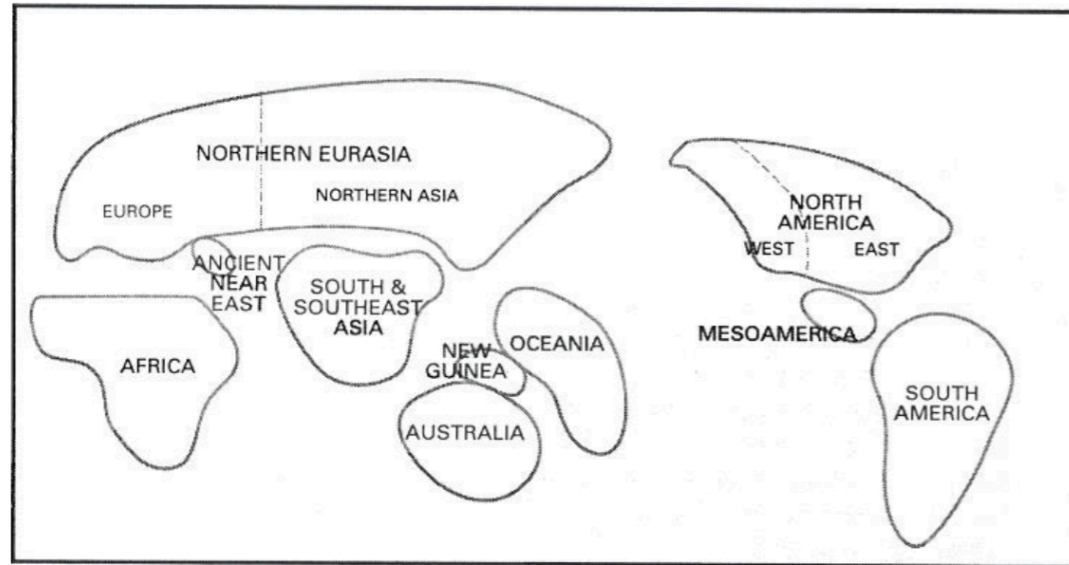 NORTHERN EURASIA
NORTHERN ASIA
EUROPE
ANCIENT
NEAR
EAST
SOUTH &
SOUTHEAST
ASIA
AFRICA
NEW
GUINEA
OCEANIA
AUSTRALIA
NORTH
AMERICA
WEST
EAST
MESOAMERICA
SOUTH
AMERICA